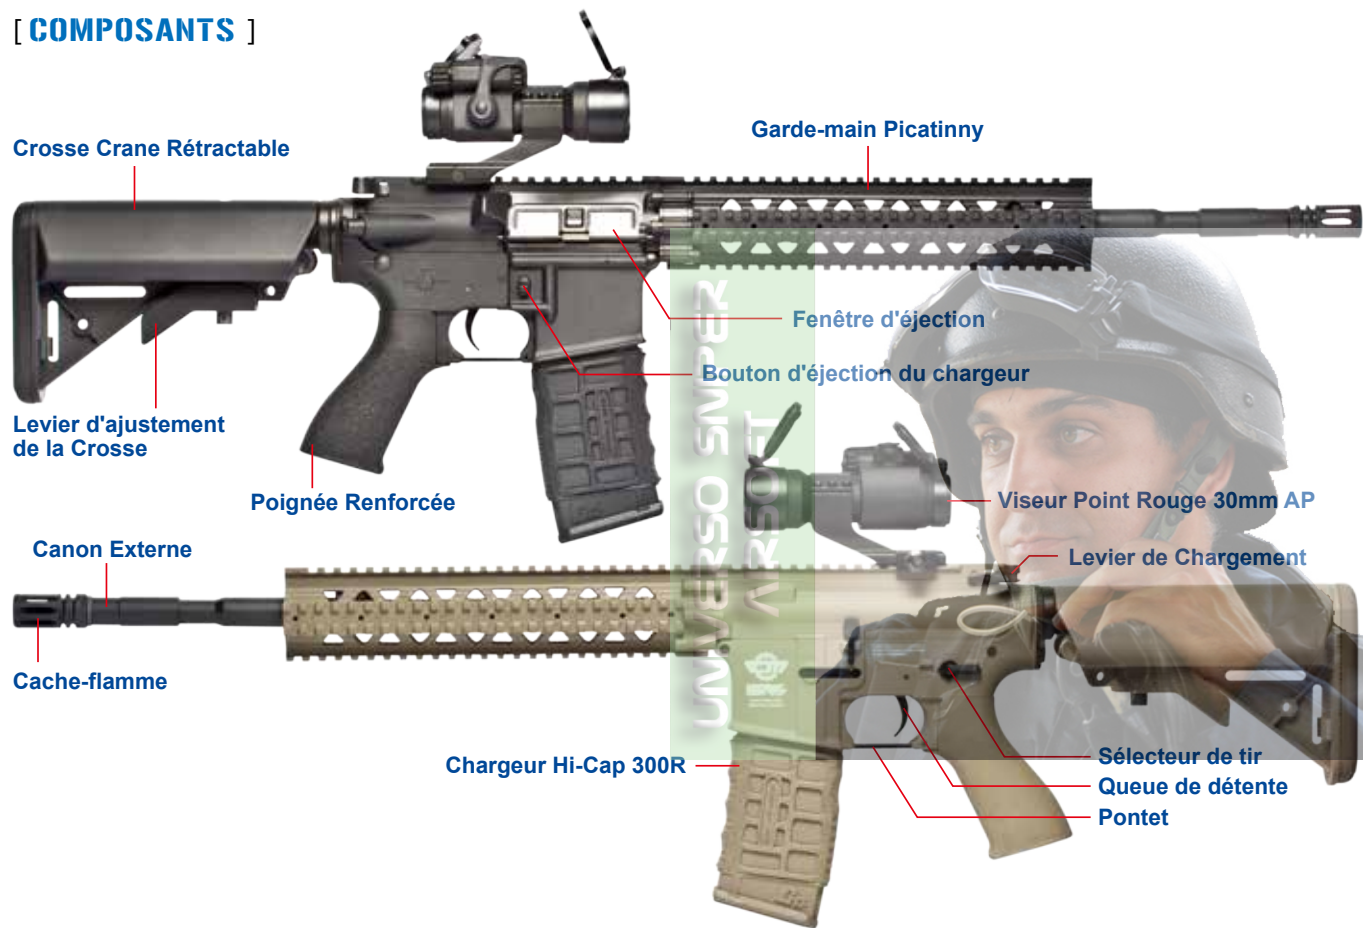 [ COMPOSANTS ]
Crosse Crane Rétractable
Garde-main Picatinny
Fenêtre d'éjection
Bouton d'éjection du chargeur
Levier d'ajustement
de la Crosse
Poignée Renforcée
Viseur Point Rouge 30mm AP
Canon Externe
Levier de Chargement
Cache-flamme
UNIVERSO SNIPER
ARSOFT
Chargeur Hi-Cap 300R
Sélecteur de tir
Queue de détente
Pontet